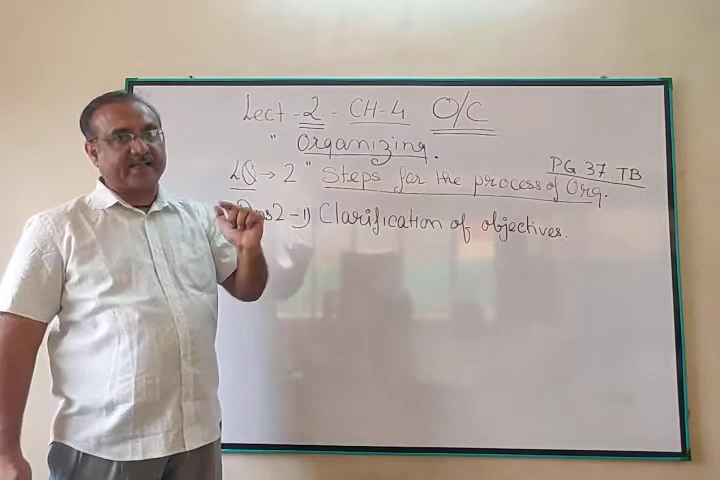 Lect - 2 - CH-4 O/C
" Organizing.
PG 37. TB
LQ → 2 " Steps for the process of Org.
Ans2 - 1) Clarification of objectives.